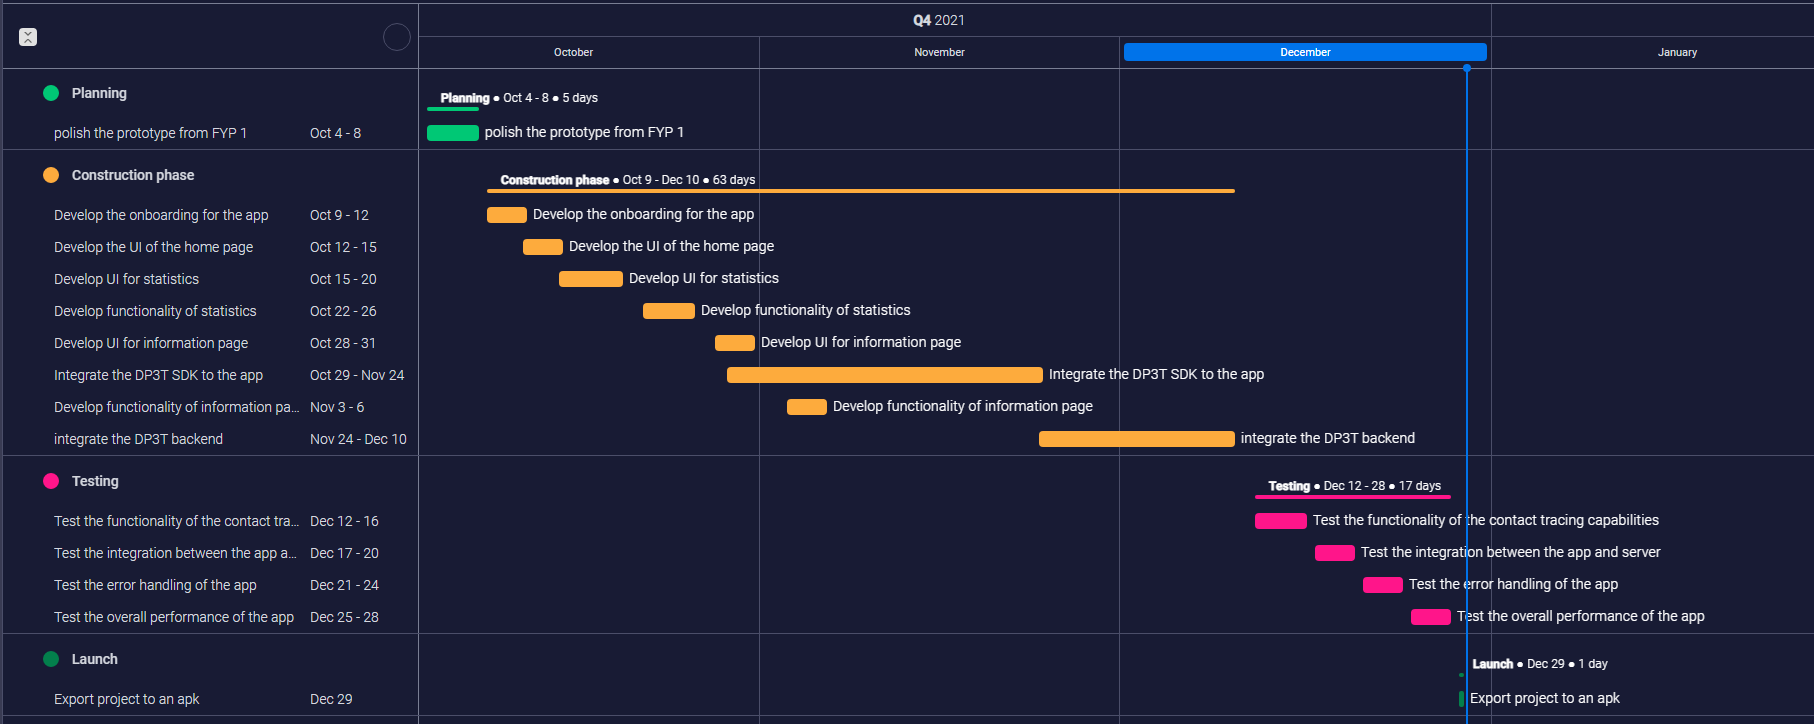 Q4 2021
October November December January
Planning
Planning • Oct 4 - 8 • 5 days
polish the prototype from FYP 1 Oct 4 - 8 polish the prototype from FYP 1
Construction phase
Construction phase • Oct 9 - Dec 10 • 63 days
Develop the onboarding for the app Oct 9 - 12 Develop the onboarding for the app
Develop the UI of the home page Oct 12 - 15 Develop the UI of the home page
Develop UI for statistics Oct 15 - 20 Develop UI for statistics
Develop functionality of statistics Oct 22 - 26 Develop functionality of statistics
Develop UI for information page Oct 28 - 31 Develop UI for information page
Integrate the DP3T SDK to the app Oct 29 - Nov 24 Integrate the DP3T SDK to the app
Develop functionality of information pa... Nov 3 - 6 Develop functionality of information page
integrate the DP3T backend Nov 24 - Dec 10 integrate the DP3T backend
Testing
Testing • Dec 12 - 28 • 17 days
Test the functionality of the contact tra... Dec 12 - 16 Test the functionality of the contact tracing capabilities
Test the integration between the app a... Dec 17 - 20 Test the integration between the app and server
Test the error handling of the app Dec 21 - 24 Test the error handling of the app
Test the overall performance of the app Dec 25 - 28 Test the overall performance of the app
Launch
Launch • Dec 29 • 1 day
Export project to an apk Dec 29 Export project to an apk